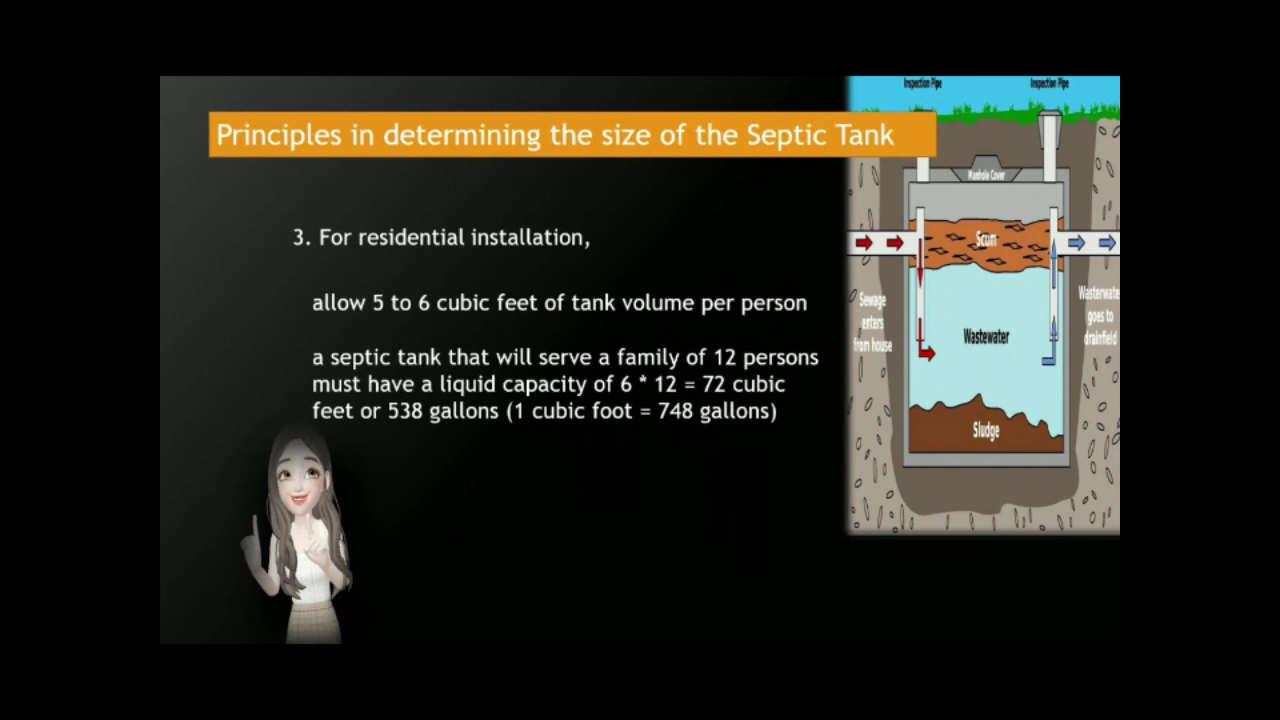 Inspection Pipe
Inspection Pipe
Principles in determining the size of the Septic Tank
Manhole Cover
3. For residential installation,
Scum
allow 5 to 6 cubic feet of tank volume per person
Sewage
enters
from house
Wasterwate
goes to
drainfield
Wastewater
a septic tank that will serve a family of 12 persons
must have a liquid capacity of 6 * 12 = 72 cubic
feet or 538 gallons (1 cubic foot = 748 gallons)
Sludge